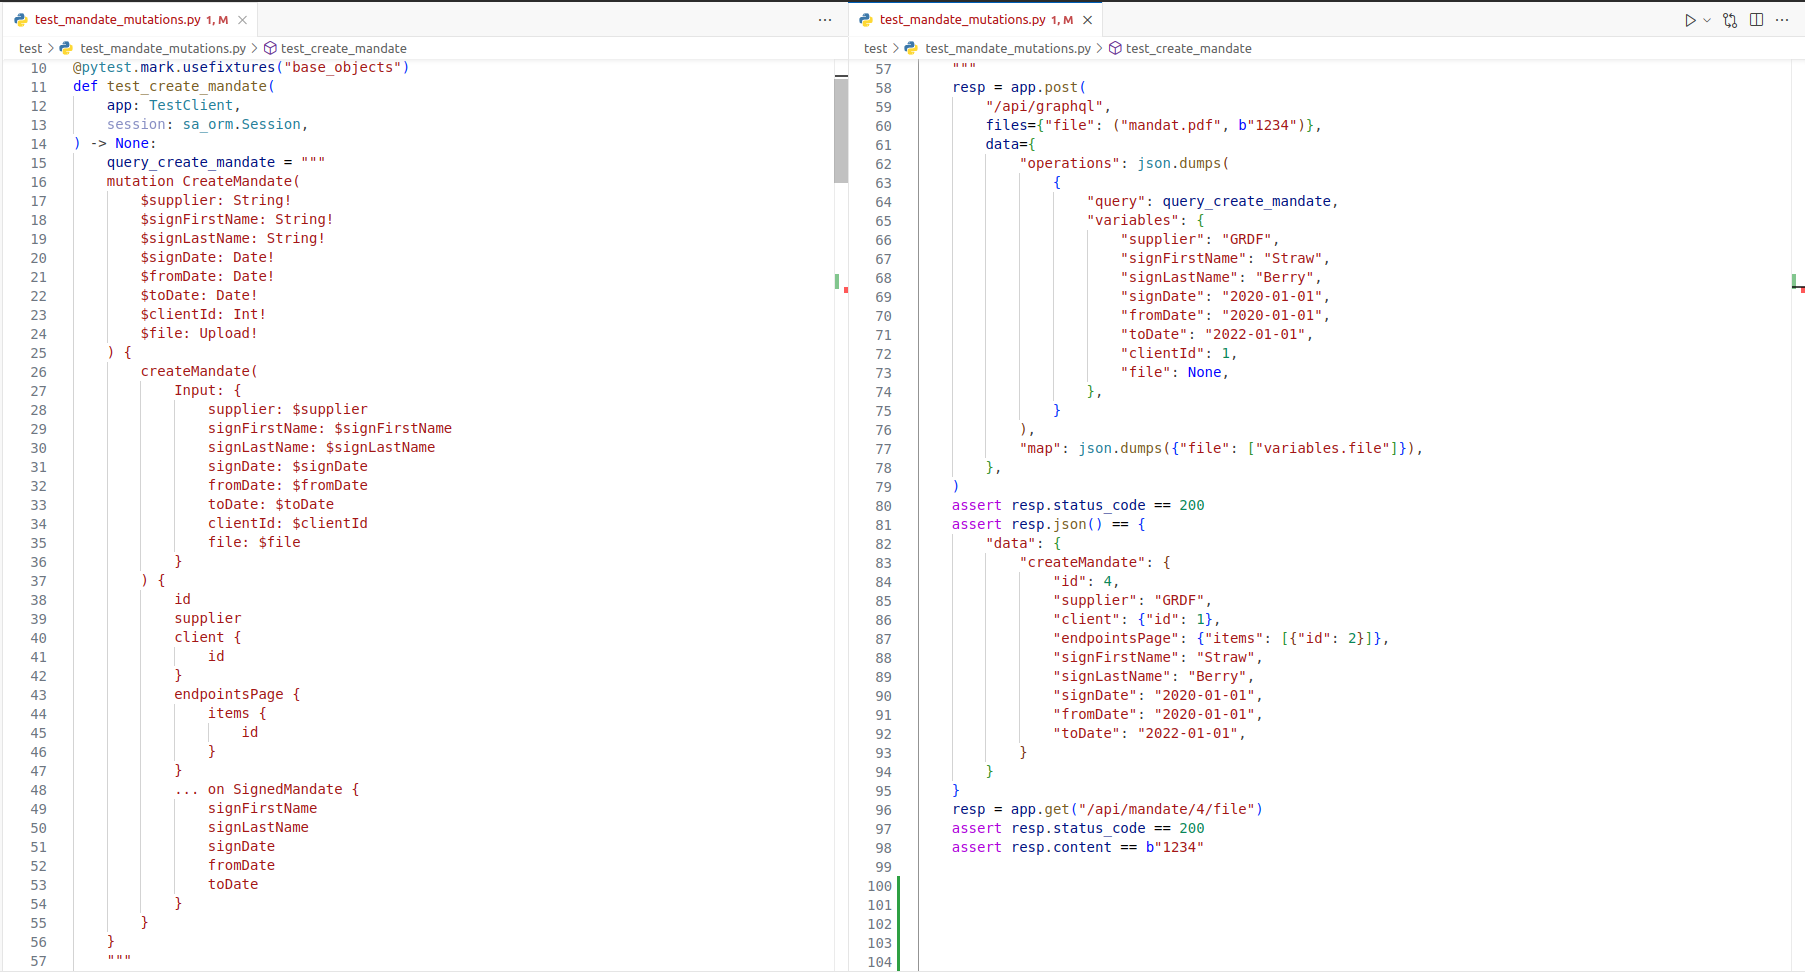 test_mandate_mutations.py 1, M
test > test_mandate_mutations.py > test_create_mandate
10 @pytest.mark.usefixtures("base_objects")
11 def test_create_mandate(
12 app: TestClient,
13 session: sa_orm.Session,
14 ) -> None:
15 query_create_mandate = """
16 mutation CreateMandate(
17 $supplier: String!
18 $signFirstName: String!
19 $signLastName: String!
20 $signDate: Date!
21 $fromDate: Date!
22 $toDate: Date!
23 $clientId: Int!
24 $file: Upload!
25 ) {
26 createMandate(
27 Input: {
28 supplier: $supplier
29 signFirstName: $signFirstName
30 signLastName: $signLastName
31 signDate: $signDate
32 fromDate: $fromDate
33 toDate: $toDate
34 clientId: $clientId
35 file: $file
36 }
37 ) {
38 id
39 supplier
40 client {
41 id
42 }
43 endpointsPage {
44 items {
45 id
46 }
47 }
48 ... on SignedMandate {
49 signFirstName
50 signLastName
51 signDate
52 fromDate
53 toDate
54 }
55 }
56 }
57 """
test_mandate_mutations.py 1, M
test > test_mandate_mutations.py > test_create_mandate
57 """
58 resp = app.post(
59 "/api/graphql",
60 files={"file": ("mandat.pdf", b"1234")},
61 data={
62 "operations": json.dumps(
63 {
64 "query": query_create_mandate,
65 "variables": {
66 "supplier": "GRDF",
67 "signFirstName": "Straw",
68 "signLastName": "Berry",
69 "signDate": "2020-01-01",
70 "fromDate": "2020-01-01",
71 "toDate": "2022-01-01",
72 "clientId": 1,
73 "file": None,
74 },
75 }
76 ),
77 "map": json.dumps({"file": ["variables.file"]}),
78 },
79 )
80 assert resp.status_code == 200
81 assert resp.json() == {
82 "data": {
83 "createMandate": {
84 "id": 4,
85 "supplier": "GRDF",
86 "client": {"id": 1},
87 "endpointsPage": {"items": [{"id": 2}]},
88 "signFirstName": "Straw",
89 "signLastName": "Berry",
90 "signDate": "2020-01-01",
91 "fromDate": "2020-01-01",
92 "toDate": "2022-01-01",
93 }
94 }
95 }
96 resp = app.get("/api/mandate/4/file")
97 assert resp.status_code == 200
98 assert resp.content == b"1234"
99
100
101
102
103
104